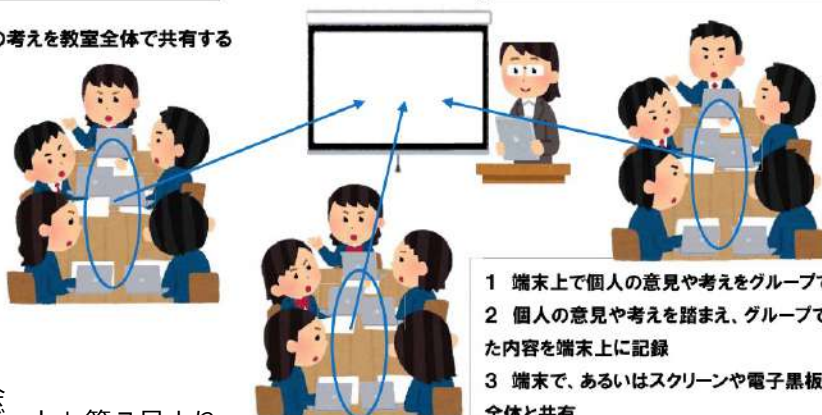 の考えを教室全体で共有する
1 端末上で個人の意見や考えをグループで
2 個人の意見や考えを踏まえ、グループで
た内容を端末上に記録
3 端末で、あるいはスクリーンや電子黒板
全体と共有